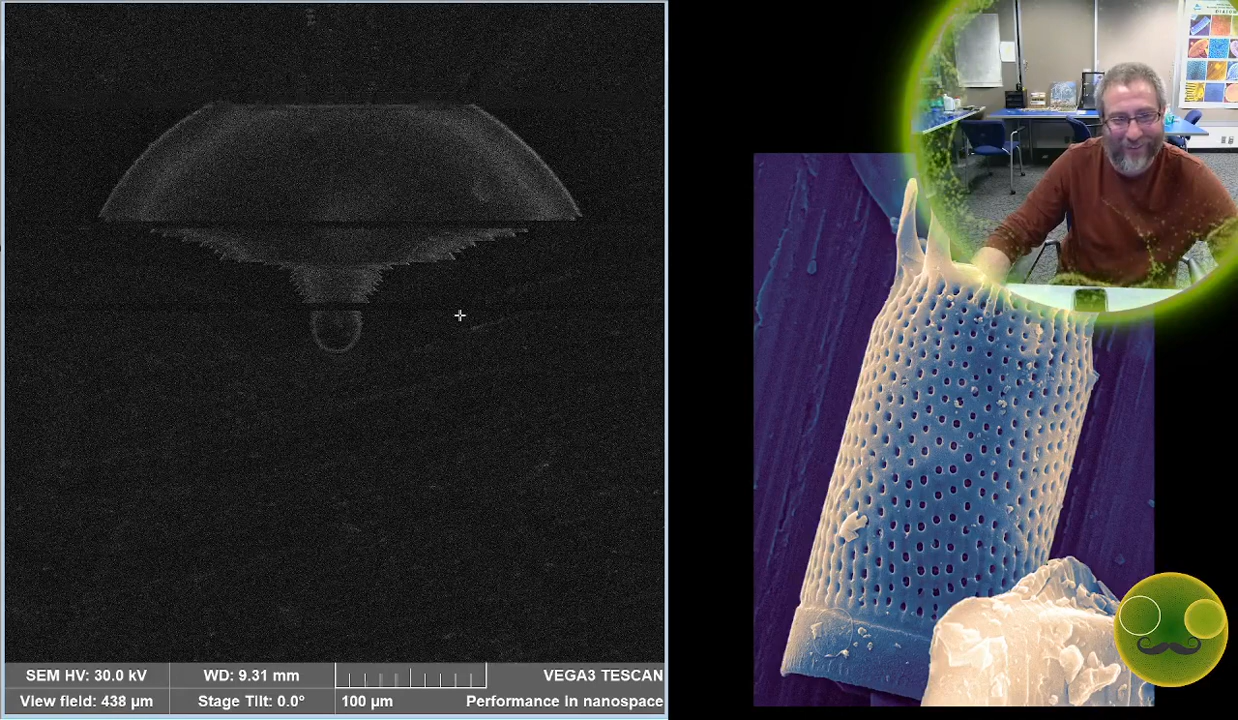 SEM HV: 30.0 kV
WD: 9.31 mm
VEGA3 TESCAN
View field: 438 µm
Stage Tilt: 0.0°
100 µm
Performance in nanospace